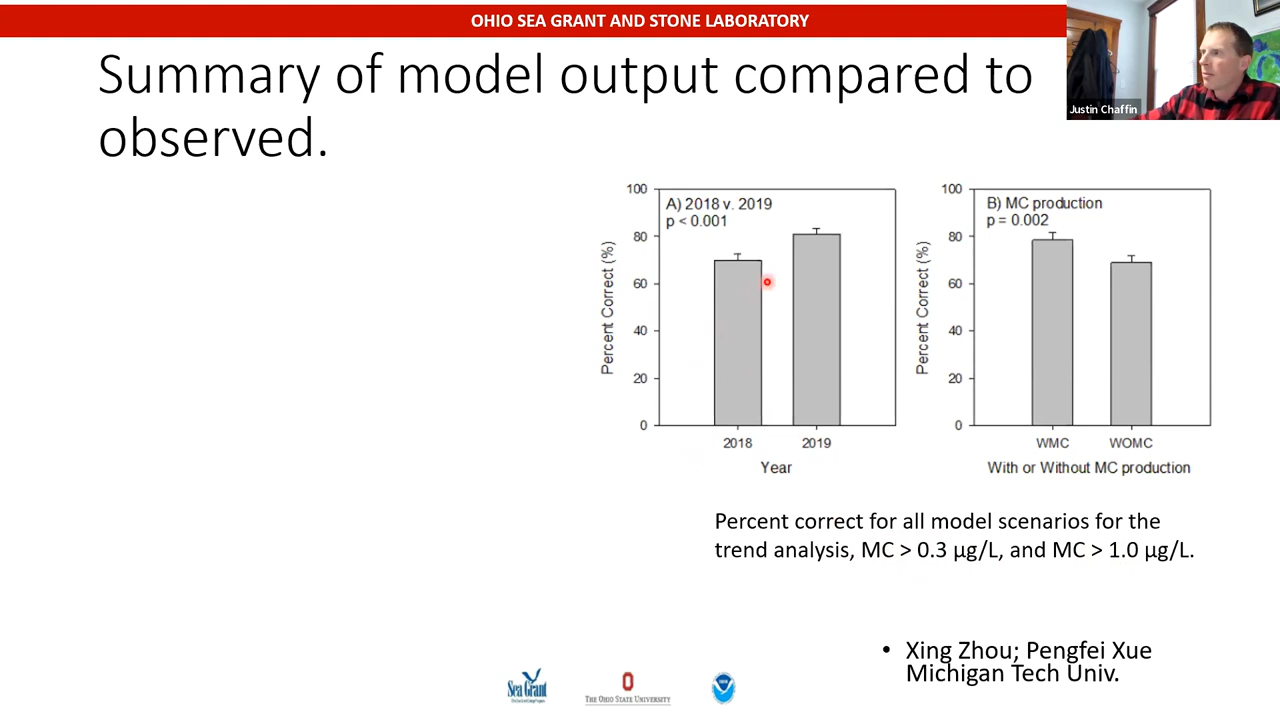 OHIO SEA GRANT AND STONE LABORATORY
Summary of model output compared to
observed.
Justin Chaffin
A) 2018 v. 2019
p < 0.001
Percent Correct (%)
100
80
60
40
20
0
2018 2019
Year
B) MC production
p = 0.002
Percent Correct (%)
100
80
60
40
20
0
WMC WOMC
With or Without MC production
Percent correct for all model scenarios for the
trend analysis, MC > 0.3 µg/L, and MC > 1.0 µg/L.
• Xing Zhou; Pengfei Xue
Michigan Tech Univ.
Sea Grant
THE OHIO STATE UNIVERSITY